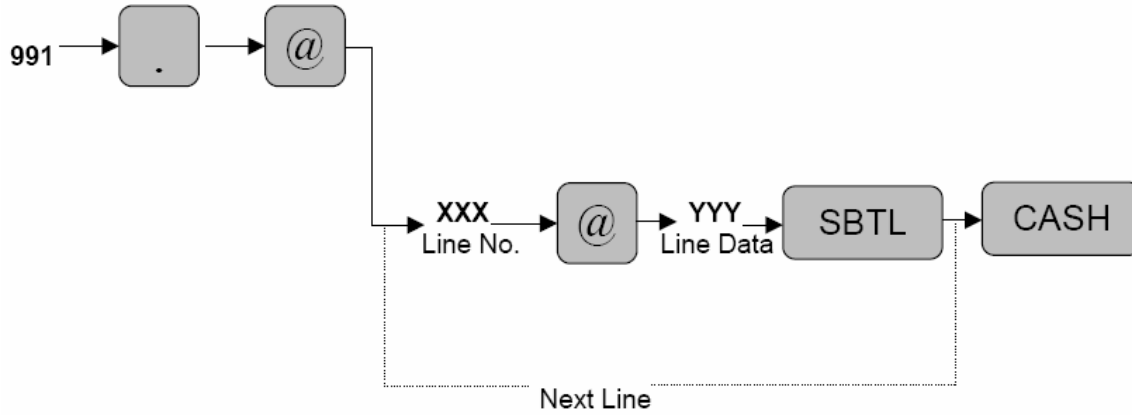 991 . @
XXX @ YYY SBTL CASH
Line No. Line Data
Next Line